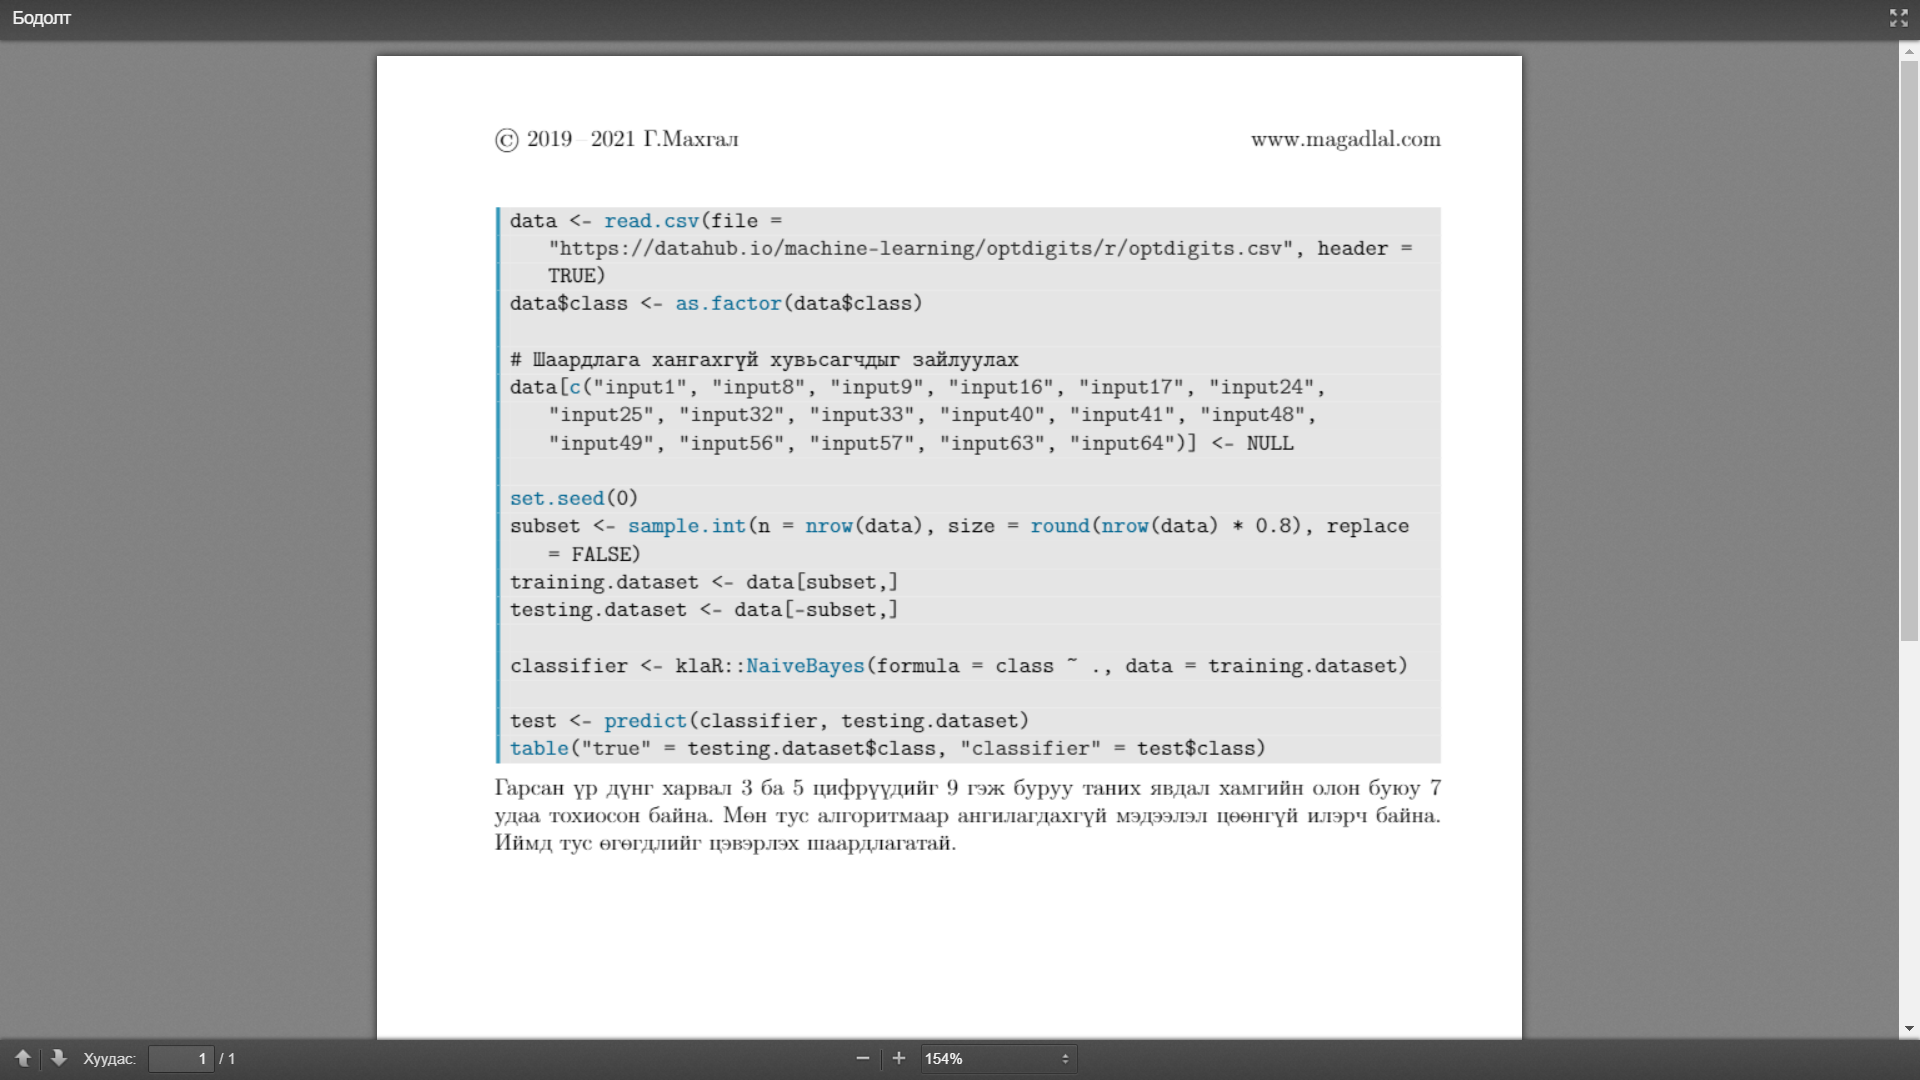 Бодолт
© 2019 – 2021 Г.Махгал
www.magadlal.com
data <- read.csv(file =
"https://datahub.io/machine-learning/optdigits/r/optdigits.csv", header =
TRUE)
data$class <- as.factor(data$class)
# Шаардлага хангахгүй хувьсагчдыг зайлуулах
data[c("input1", "input8", "input9", "input16", "input17", "input24",
"input25", "input32", "input33", "input40", "input41", "input48",
"input49", "input56", "input57", "input63", "input64")] <- NULL
set.seed(0)
subset <- sample.int(n = nrow(data), size = round(nrow(data) * 0.8), replace
= FALSE)
training.dataset <- data[subset,]
testing.dataset <- data[-subset,]
classifier <- klaR::NaiveBayes(formula = class ~ ., data = training.dataset)
test <- predict(classifier, testing.dataset)
table("true" = testing.dataset$class, "classifier" = test$class)
Гарсан үр дүнг харвал 3 ба 5 цифрүүдийг 9 гэж буруу таних явдал хамгийн олон буюу 7
удаа тохиосон байна. Мөн тус алгоритмаар ангилагдахгүй мэдээлэл цөөнгүй илэрч байна.
Иймд тус өгөгдлийг цэвэрлэх шаардлагатай.
Хуудас: 1 / 1
154%